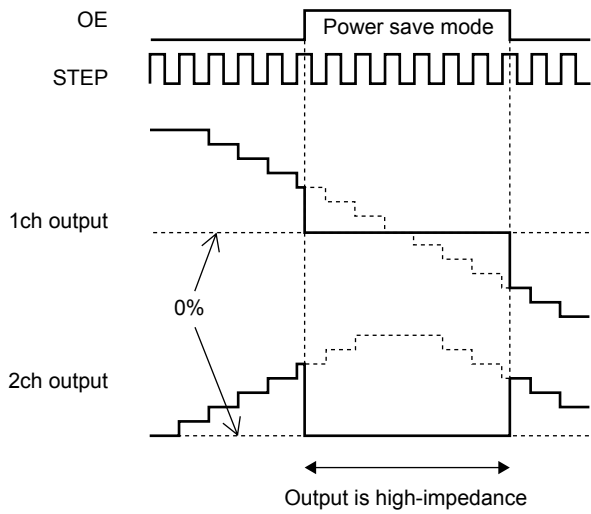 OE
Power save mode
STEP
1ch output
0%
2ch output
Output is high-impedance